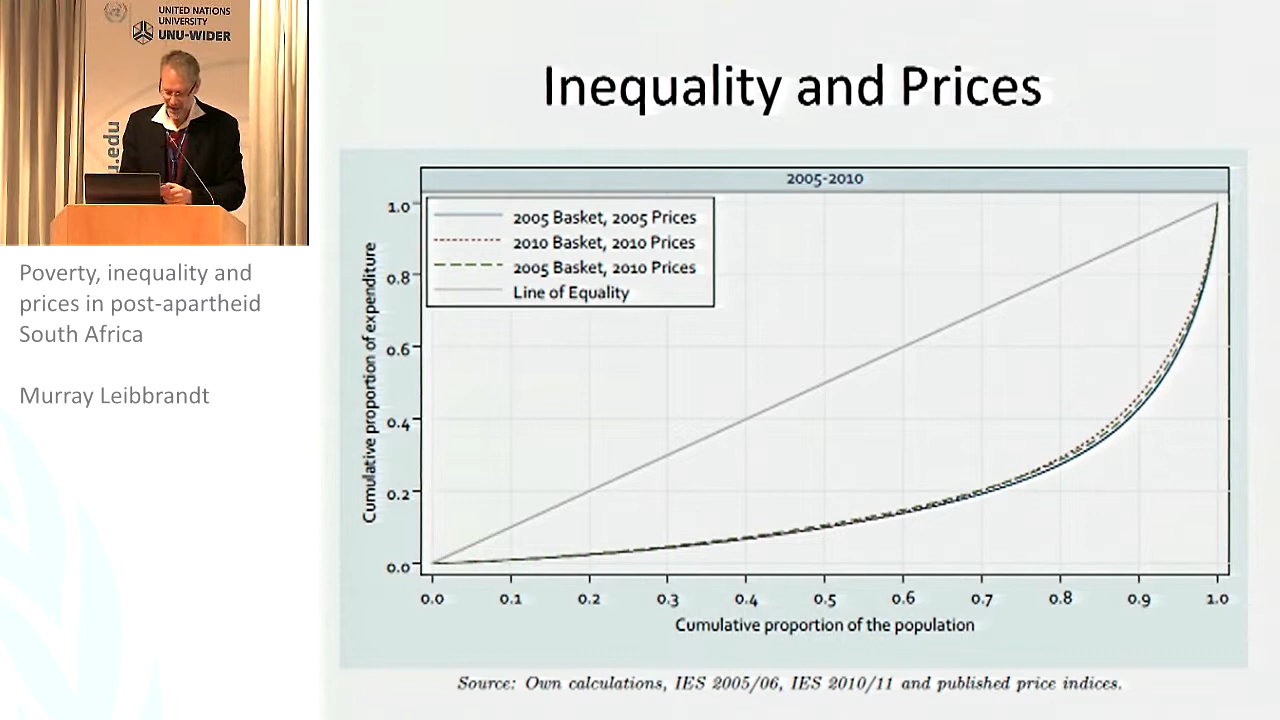 UNITED NATIONS
UNIVERSITY
UNU-WIDER
u.edu
Poverty, inequality and
prices in post-apartheid
South Africa
Murray Leibbrandt
Inequality and Prices
2005-2010
2005 Basket, 2005 Prices
2010 Basket, 2010 Prices
2005 Basket, 2010 Prices
Line of Equality
Cumulative proportion of expenditure
1.0
0.8
0.6
0.4
0.2
0.0
0.0 0.1 0.2 0.3 0.4 0.5 0.6 0.7 0.8 0.9 1.0
Cumulative proportion of the population
Source: Own calculations, IES 2005/06, IES 2010/11 and published price indices.